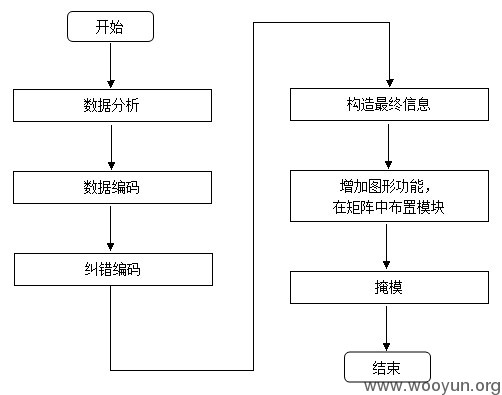 开始
数据分析
数据编码
纠错编码
构造最终信息
增加图形功能，
在矩阵中布置模块
掩模
结束
www.wooyun.org